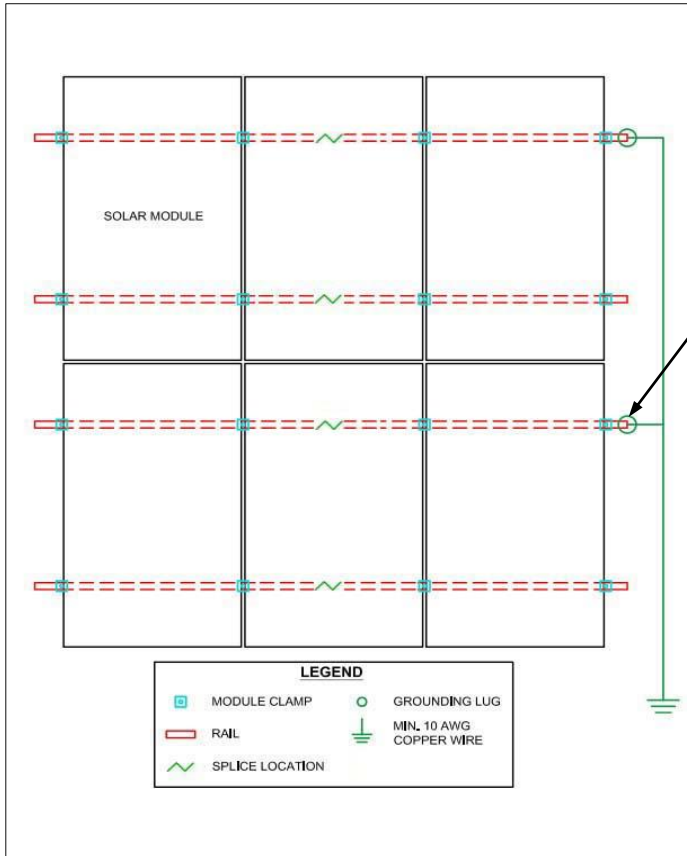 SOLAR MODULE
LEGEND
MODULE CLAMP
RAIL
SPLICE LOCATION
GROUNDING LUG
MIN. 10 AWG
COPPER WIRE